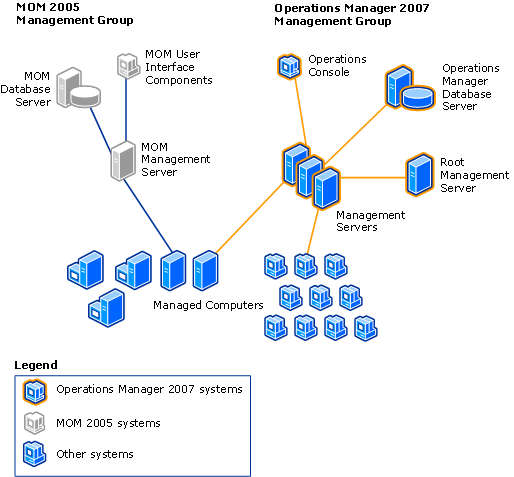 MOM 2005
Management Group
Operations Manager 2007
Management Group
MOM
Database
Server
MOM User
Interface
Components
Operations
Console
Operations
Manager
Database
Server
MOM
Management
Server
Root
Management
Server
Management
Servers
Managed Computers
Legend
Operations Manager 2007 systems
MOM 2005 systems
Other systems